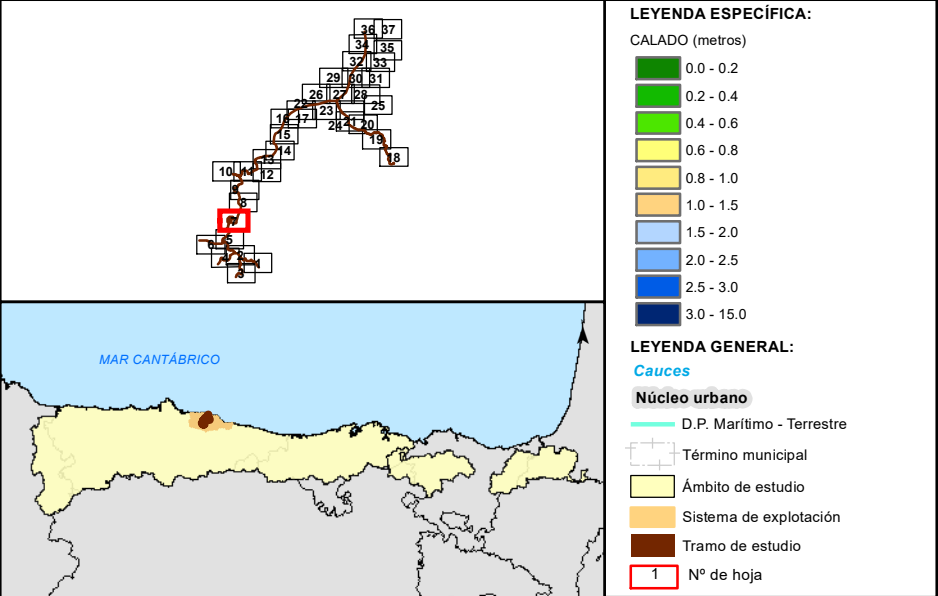 36 37
34
35
32
33
29 30 31
26 27 28
22
25
16 17
23
24 21 20
15
19
14
18
13
10 11
12
9
8
7
5
6
2
4
1
3
MAR CANTÁBRICO
LEYENDA ESPECÍFICA:
CALADO (metros)
0.0 - 0.2
0.2 - 0.4
0.4 - 0.6
0.6 - 0.8
0.8 - 1.0
1.0 - 1.5
1.5 - 2.0
2.0 - 2.5
2.5 - 3.0
3.0 - 15.0
LEYENDA GENERAL:
Cauces
Núcleo urbano
D.P. Marítimo - Terrestre
Término municipal
Ámbito de estudio
Sistema de explotación
Tramo de estudio
1 Nº de hoja